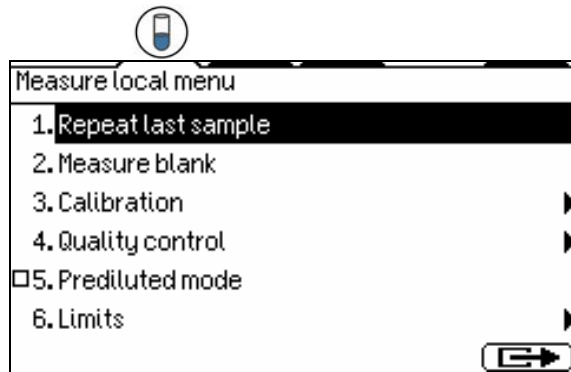 Measure local menu
1. Repeat last sample
2. Measure blank
3. Calibration
4. Quality control
5. Prediluted mode
6. Limits